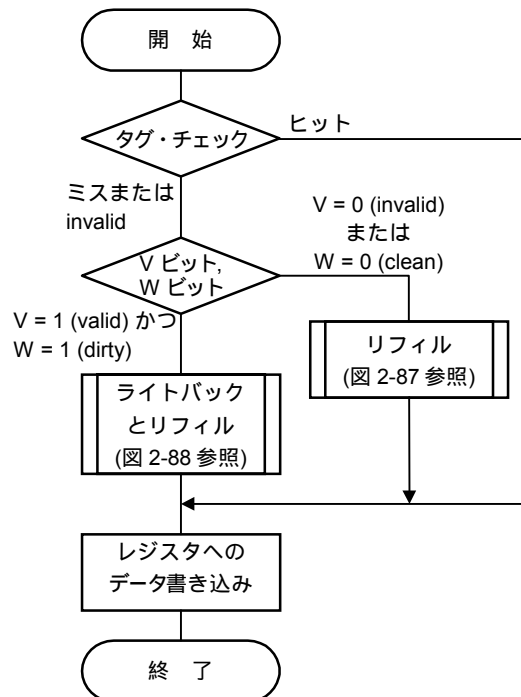 開 始
タグ・チェック
ヒット
ミスまたは
invalid
V = 0 (invalid)
または
W = 0 (clean)
V ビット,
W ビット
V = 1 (valid) かつ
W = 1 (dirty)
リフィル
(図 2-87 参照)
ライトバック
とリフィル
(図 2-88 参照)
レジスタへの
データ書き込み
終 了